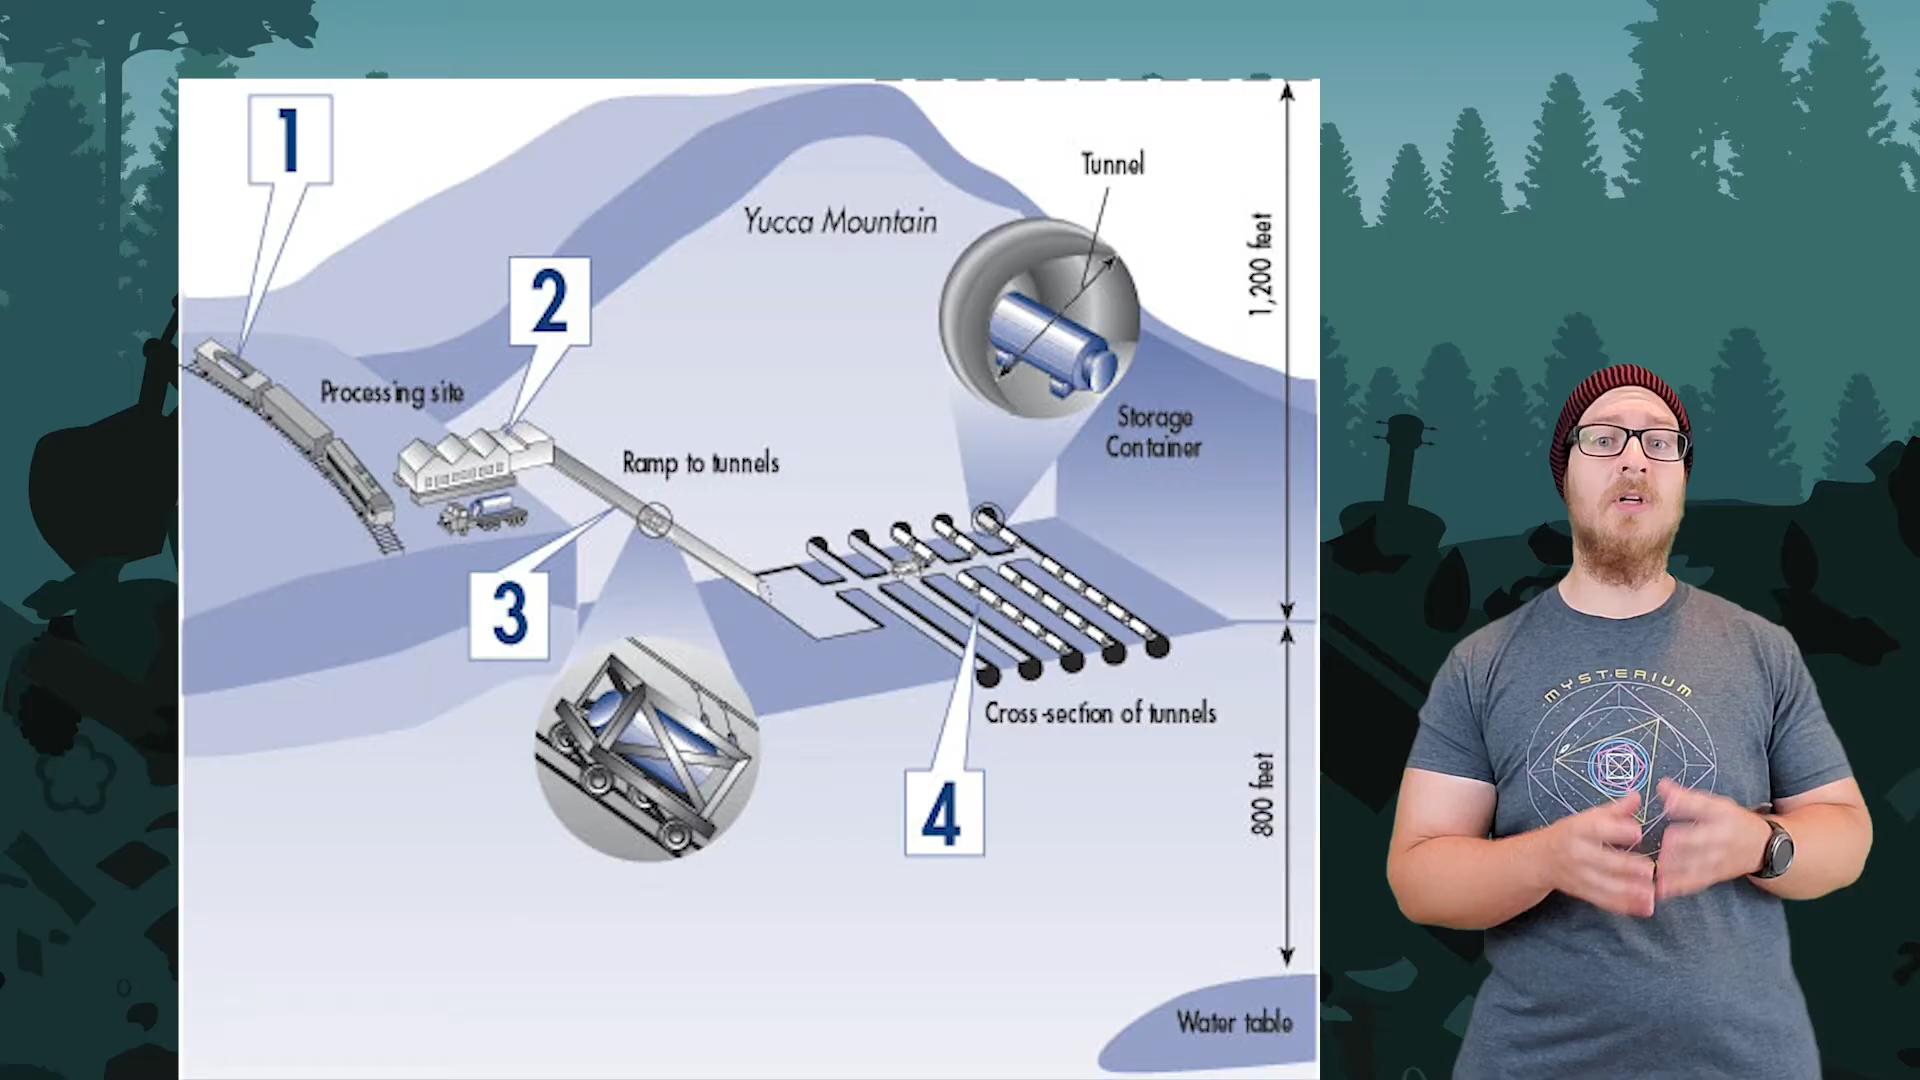 1
Tunnel
Yucca Mountain
1,200 feet
2
Processing site
Storage
Container
Ramp to tunnels
3
Cross-section of tunnels
MYSTERIUM
4
800 feet
Water table